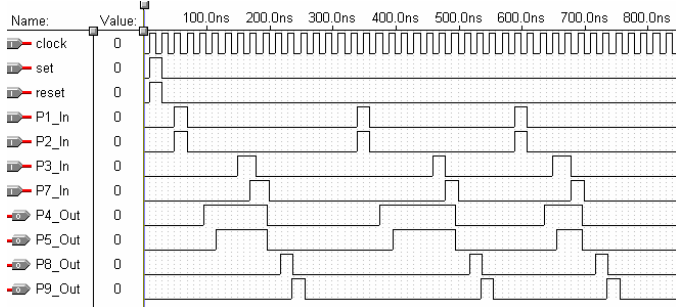 Name: Value: 100.0ns 200.0ns 300.0ns 400.0ns 500.0ns 600.0ns 700.0ns 800.0ns
clock 0
set 0
reset 0
P1_In 0
P2_In 0
P3_In 0
P7_In 0
P4_Out 0
P5_Out 0
P8_Out 0
P9_Out 0